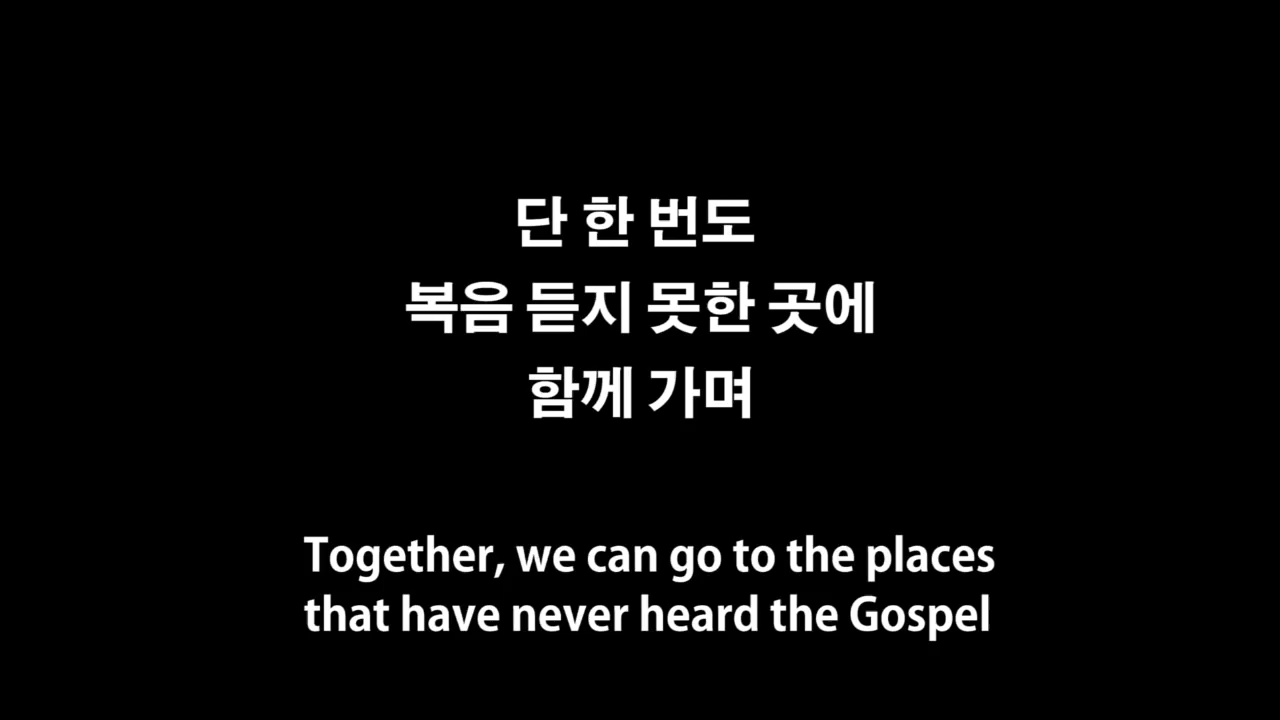 단 한 번도
복음 듣지 못한 곳에
함께 가며
Together, we can go to the places
that have never heard the Gospel